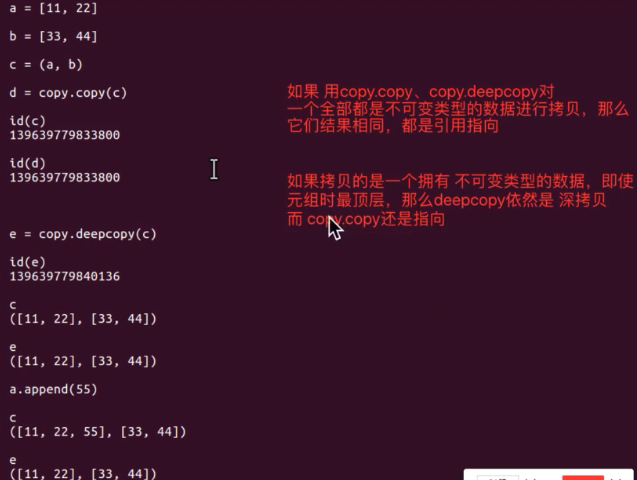 a = [11, 22]
b = [33, 44]
c = (a, b)
d = copy.copy(c)
id(c)
139639779833800
id(d)
139639779833800
e = copy.deepcopy(c)
id(e)
139639779840136
c
([11, 22], [33, 44])
e
([11, 22], [33, 44])
a.append(55)
c
([11, 22, 55], [33, 44])
e
([11, 22], [33, 44])
如果 用copy.copy、copy.deepcopy对
一个全部都是不可变类型的数据进行拷贝，那么
它们结果相同，都是引用指向
如果拷贝的是一个拥有 不可变类型的数据，即使
元组时最顶层，那么deepcopy依然是 深拷贝
而 copy.copy还是指向